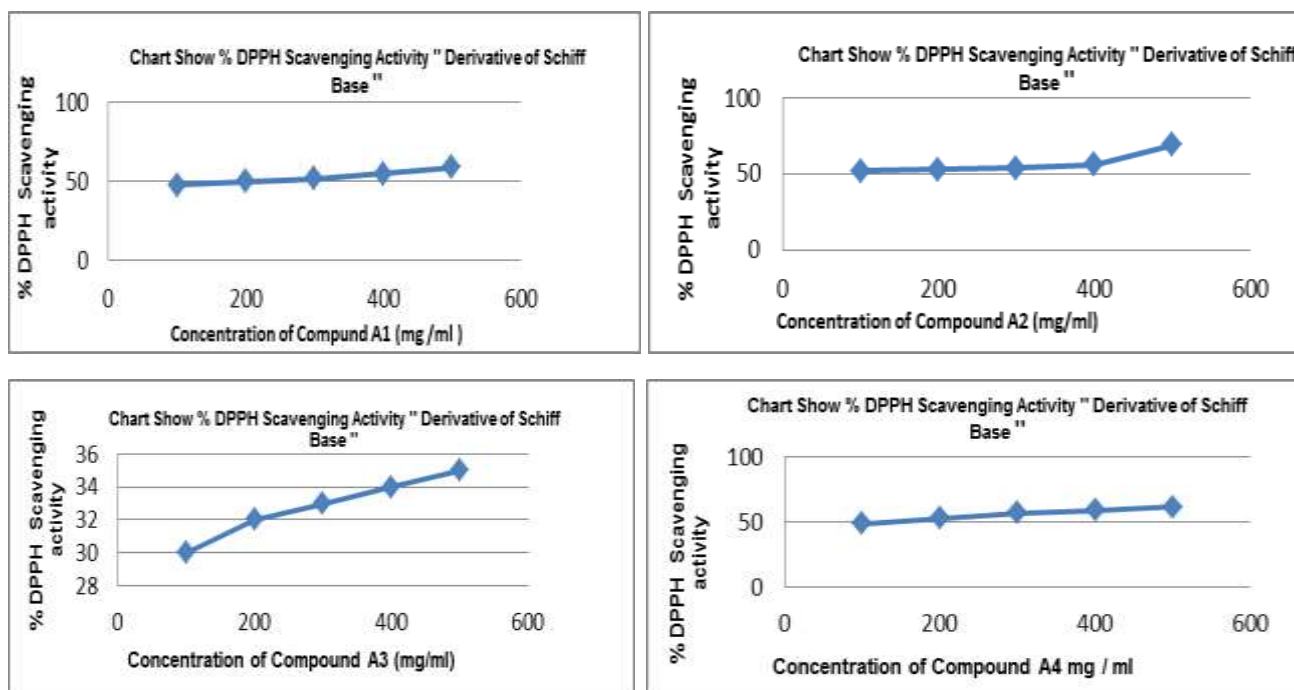 Chart Show % DPPH Scavenging Activity " Derivative of Schiff
Base "
% DPPH Scavenging
activity
100
50
0
0 200 400 600
Concentration of Compund A1 (mg /ml )
Chart Show % DPPH Scavenging Activity " Derivative of Schiff
Base "
% DPPH Scavenging
activity
100
50
0
0 200 400 600
Concentration of Compound A2 (mg/ml)
Chart Show % DPPH Scavenging Activity " Derivative of Schiff
Base "
% DPPH Scavenging
activity
36
34
32
30
28
0 200 400 600
Concentration of Compound A3 (mg/ml)
Chart Show % DPPH Scavenging Activity " Derivative of Schiff
Base "
% DPPH Scavenging
activity
100
50
0
0 200 400 600
Concentration of Compound A4 mg / ml